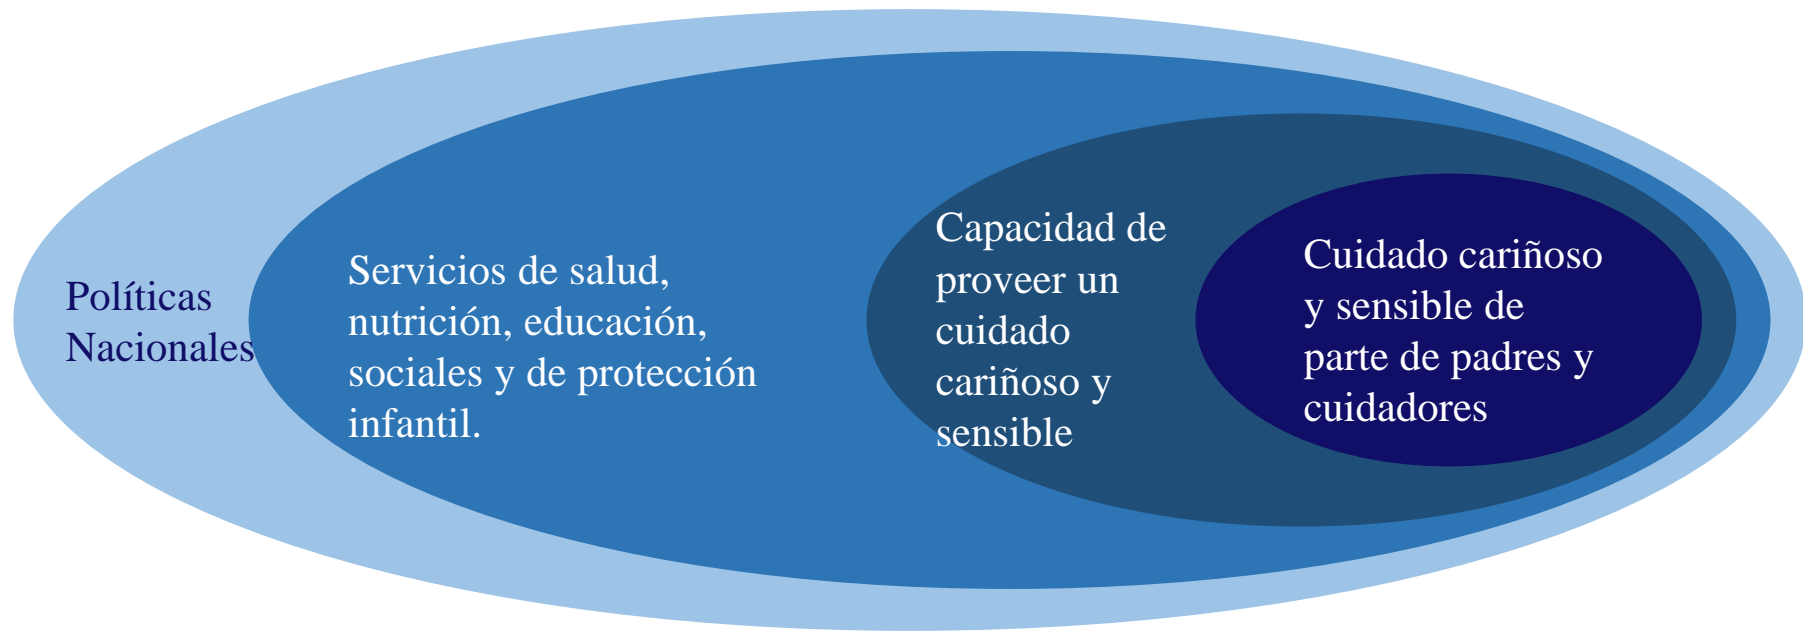 Políticas
Nacionales
Servicios de salud,
nutrición, educación,
sociales y de protección
infantil.
Capacidad de
proveer un
cuidado
cariñoso y
sensible
Cuidado cariñoso
y sensible de
parte de padres y
cuidadores